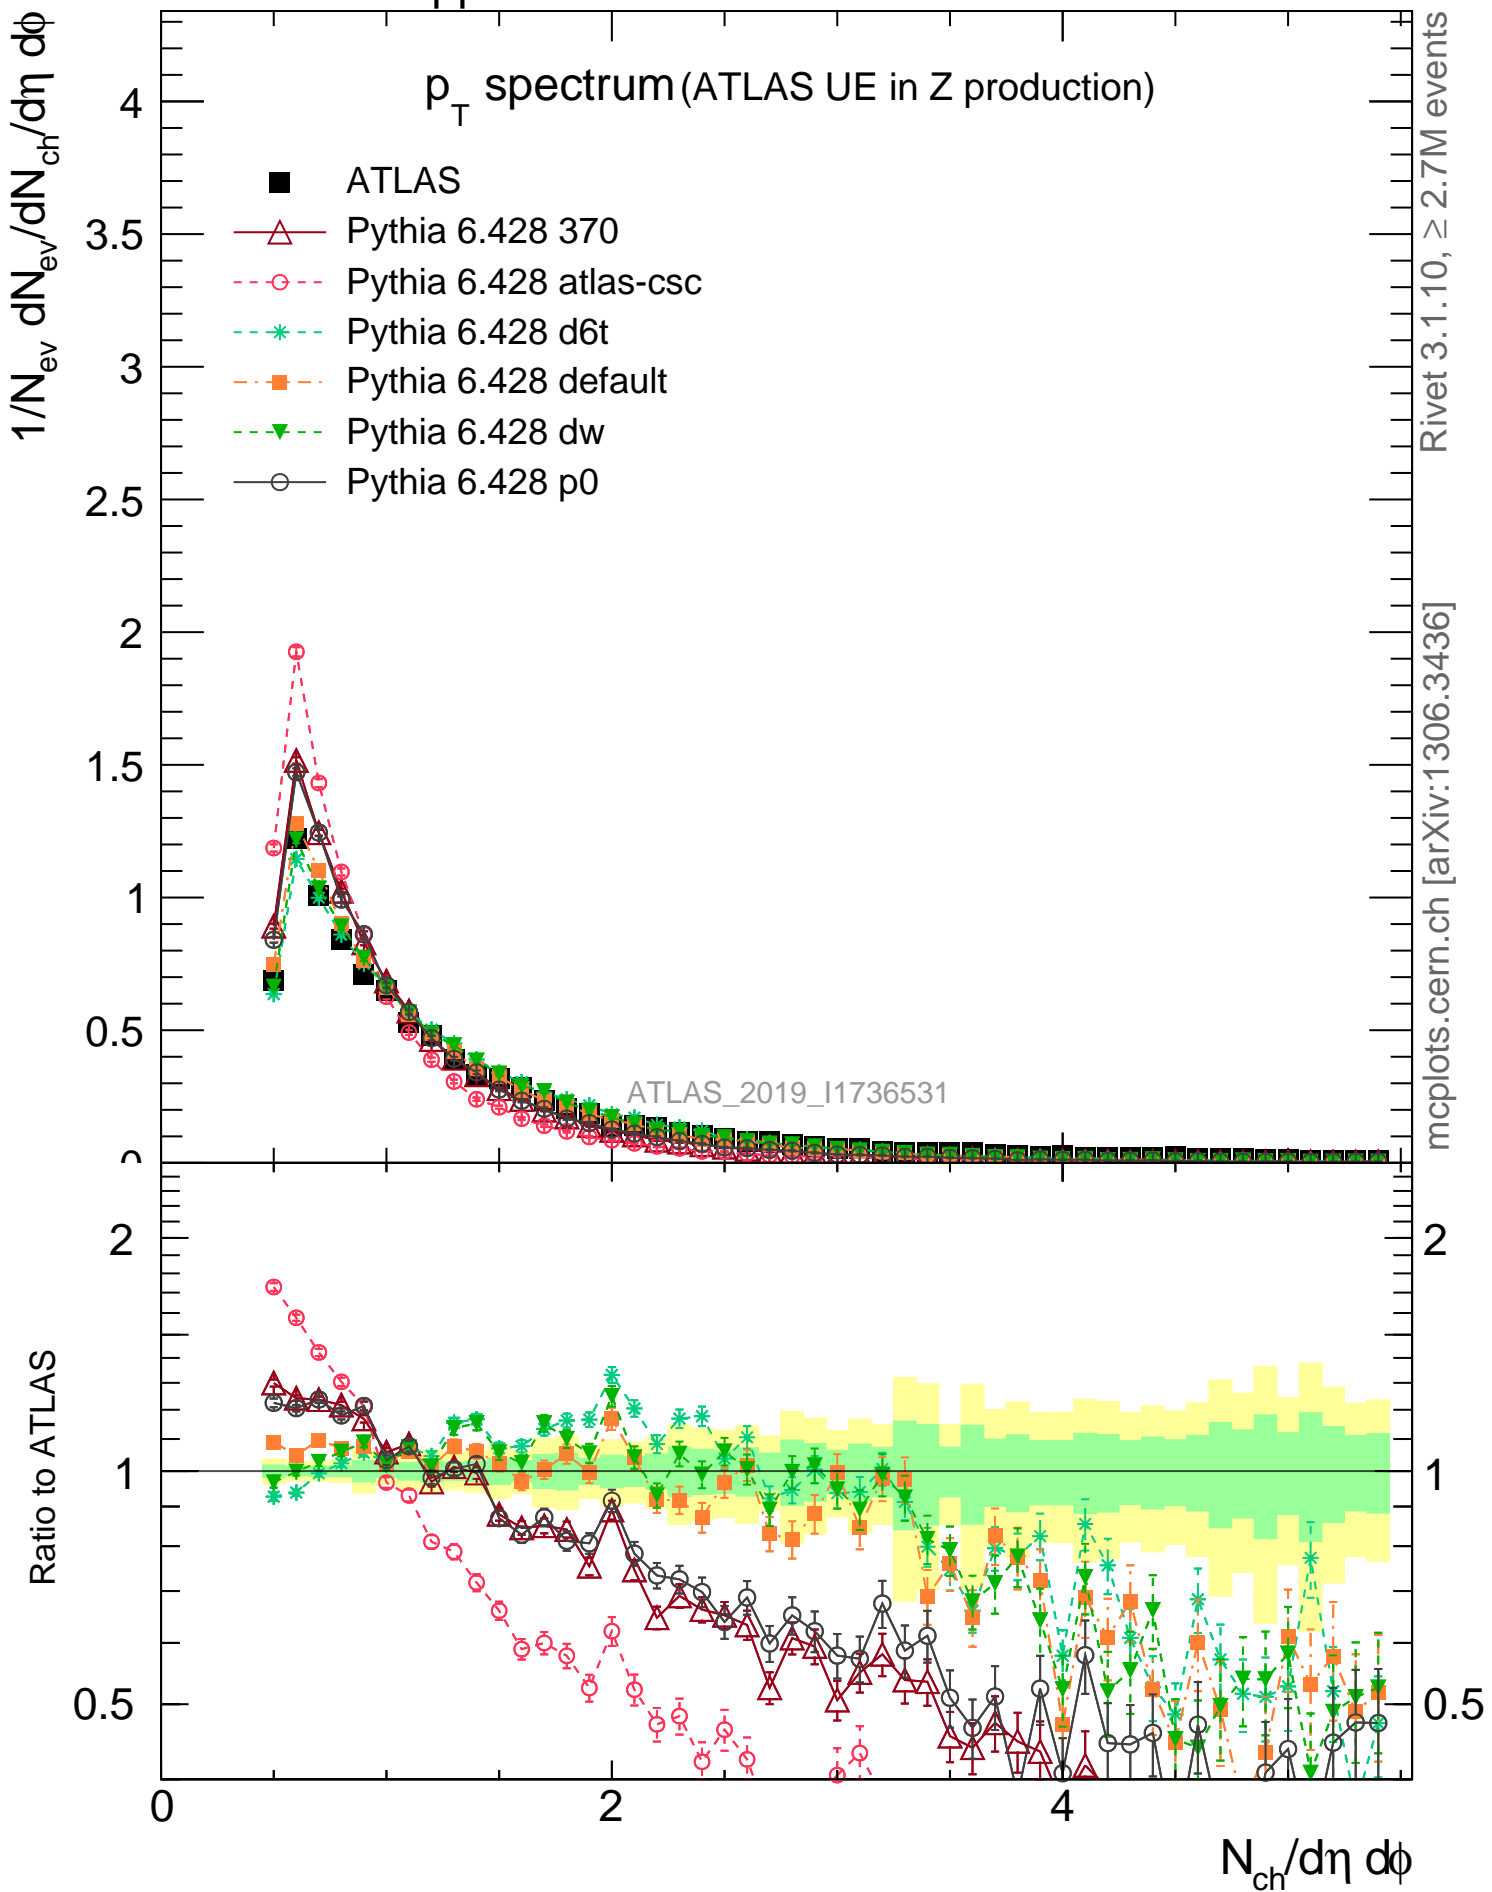 1/N_ev dN_ev/dN_ch/dη dϕ
p_T spectrum (ATLAS UE in Z production)
ATLAS
Pythia 6.428 370
Pythia 6.428 atlas-csc
Pythia 6.428 d6t
Pythia 6.428 default
Pythia 6.428 dw
Pythia 6.428 p0
4
3.5
3
2.5
2
1.5
1
0.5
0
ATLAS_2019_I1736531
Rivet 3.1.10, ≥ 2.7M events
mcplots.cern.ch [arXiv:1306.3436]
Ratio to ATLAS
2
1
0.5
2
1
0.5
0
2
4
N_ch/dη dϕ